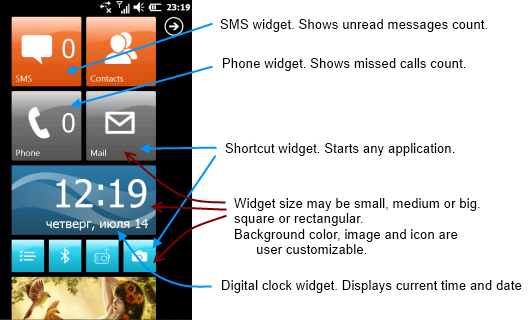 23:19
SMS widget. Shows unread messages count.
0
SMS
Contacts
Phone widget. Shows missed calls count.
0
Phone
Mail
Shortcut widget. Starts any application.
12:19
четверг, июля 14
Widget size may be small, medium or big.
square or rectangular.
Background color, image and icon are
user customizable.
Digital clock widget. Displays current time and date